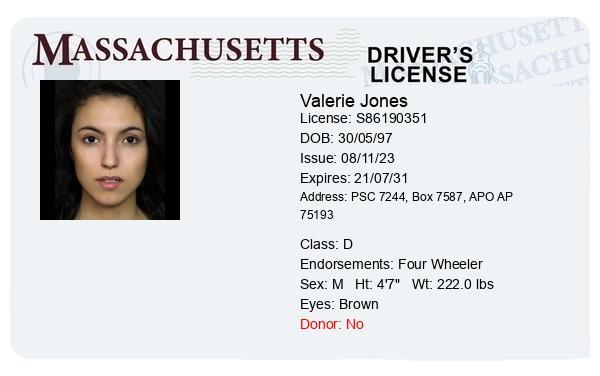 MASSACHUSETTS
DRIVER'S
LICENSE
Valerie Jones
License: S86190351
DOB: 30/05/97
Issue: 08/11/23
Expires: 21/07/31
Address: PSC 7244, Box 7587, APO AP
75193
Class: D
Endorsements: Four Wheeler
Sex: M Ht: 4'7" Wt: 222.0 lbs
Eyes: Brown
Donor: No